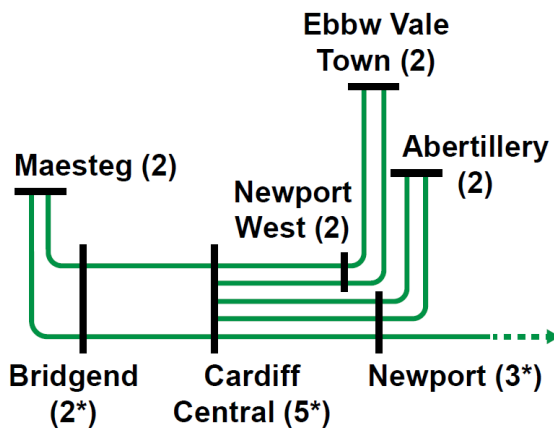 Ebbw Vale
Town (2)
Abertillery
(2)
Maesteg (2)
Newport
West (2)
Bridgend
(2*)
Cardiff
Central (5*)
Newport (3*)